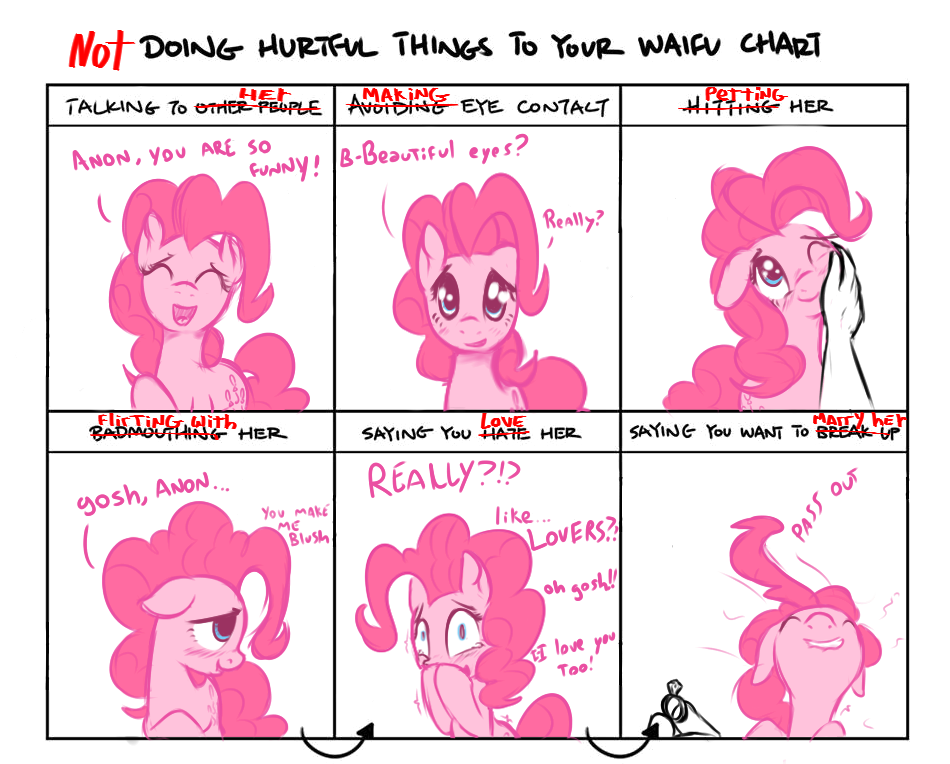 Not DOING HURTFUL THINGS TO YOUR WAIFU CHART
HER
TALKING TO OTHER PEOPLE
MAKING
AVOIDING EYE CONTACT
PETTING
HITTING HER
ANON, YOU ARE SO
FUNNY!
B-Beautiful eyes?
Really?
Flirting with
BADMOUTHING HER
LOVE
SAYING YOU HATE HER
MARRY her
SAYING YOU WANT TO BREAK UP
gosh, ANON...
YOU MAKE
ME
Blush
REALLY?!?
like...
LOVERS??
oh gosh!!
I-I love you
TOO!
PASS OUT